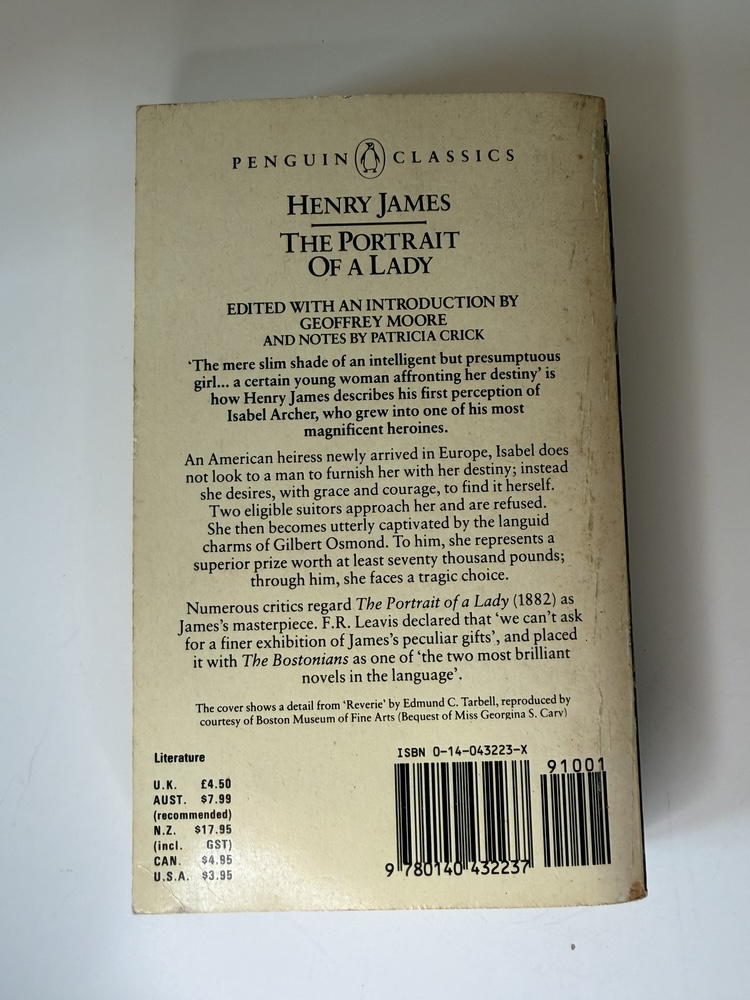 PENGUIN CLASSICS
HENRY JAMES
THE PORTRAIT
OF A LADY
EDITED WITH AN INTRODUCTION BY
GEOFFREY MOORE
AND NOTES BY PATRICIA CRICK
‘The mere slim shade of an intelligent but presumptuous
girl... a certain young woman affronting her destiny’ is
how Henry James describes his first perception of
Isabel Archer, who grew into one of his most
magnificent heroines.
An American heiress newly arrived in Europe, Isabel does
not look to a man to furnish her with her destiny; instead
she desires, with grace and courage, to find it herself.
Two eligible suitors approach her and are refused.
She then becomes utterly captivated by the languid
charms of Gilbert Osmond. To him, she represents a
superior prize worth at least seventy thousand pounds;
through him, she faces a tragic choice.
Numerous critics regard The Portrait of a Lady (1882) as
James's masterpiece. F.R. Leavis declared that ‘we can't ask
for a finer exhibition of James's peculiar gifts’, and placed
it with The Bostonians as one of ‘the two most brilliant
novels in the language’.
The cover shows a detail from ‘Reverie’ by Edmund C. Tarbell, reproduced by
courtesy of Boston Museum of Fine Arts (Bequest of Miss Georgina S. Cary)
Literature
U.K. £4.50
AUST. $7.99
(recommended)
N.Z. $17.95
(incl. GST)
CAN. $4.95
U.S.A. $3.95
ISBN 0-14-043223-X
91001
9 780140 432237